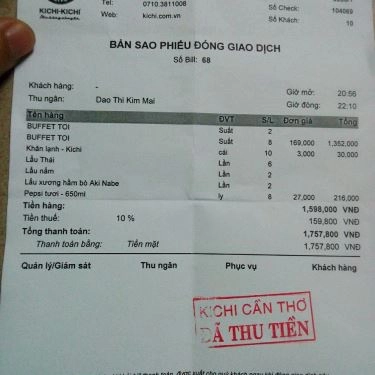 KICHI-KICHI
Tel: 0710.3811008
Web: kichi.com.vn
Số Check: 104069
Số Khách: 10
BẢN SAO PHIẾU ĐÓNG GIAO DỊCH
Số Bill: 68
Khách hàng: -
Giờ mở: 20:56
Thu ngân: Dao Thi Kim Mai
Giờ đóng: 22:10
Tên hàng ĐVT S/L Đơn giá Tổng
BUFFET TOI Suất 2
BUFFET TOI Suất 8 169,000 1,352,000
Khăn lạnh - Kichi cái 10 3,000 30,000
Lẩu Thái Lần 6
Lẩu nấm Lần 2
Lẩu xương hầm bò Aki Nabe Lần 2
Pepsi tươi - 650ml ly 8 27,000 216,000
Tiền hàng: 1,598,000 VNĐ
Tiền thuế: 10 % 159,800 VNĐ
Tổng thanh toán: 1,757,800 VNĐ
Thanh toán bằng: Tiền mặt 1,757,800 VNĐ
Quản lý/Giám sát Thu ngân Phục vụ Khách hàng
KICHI CẦN THƠ
ĐÃ THU TIỀN